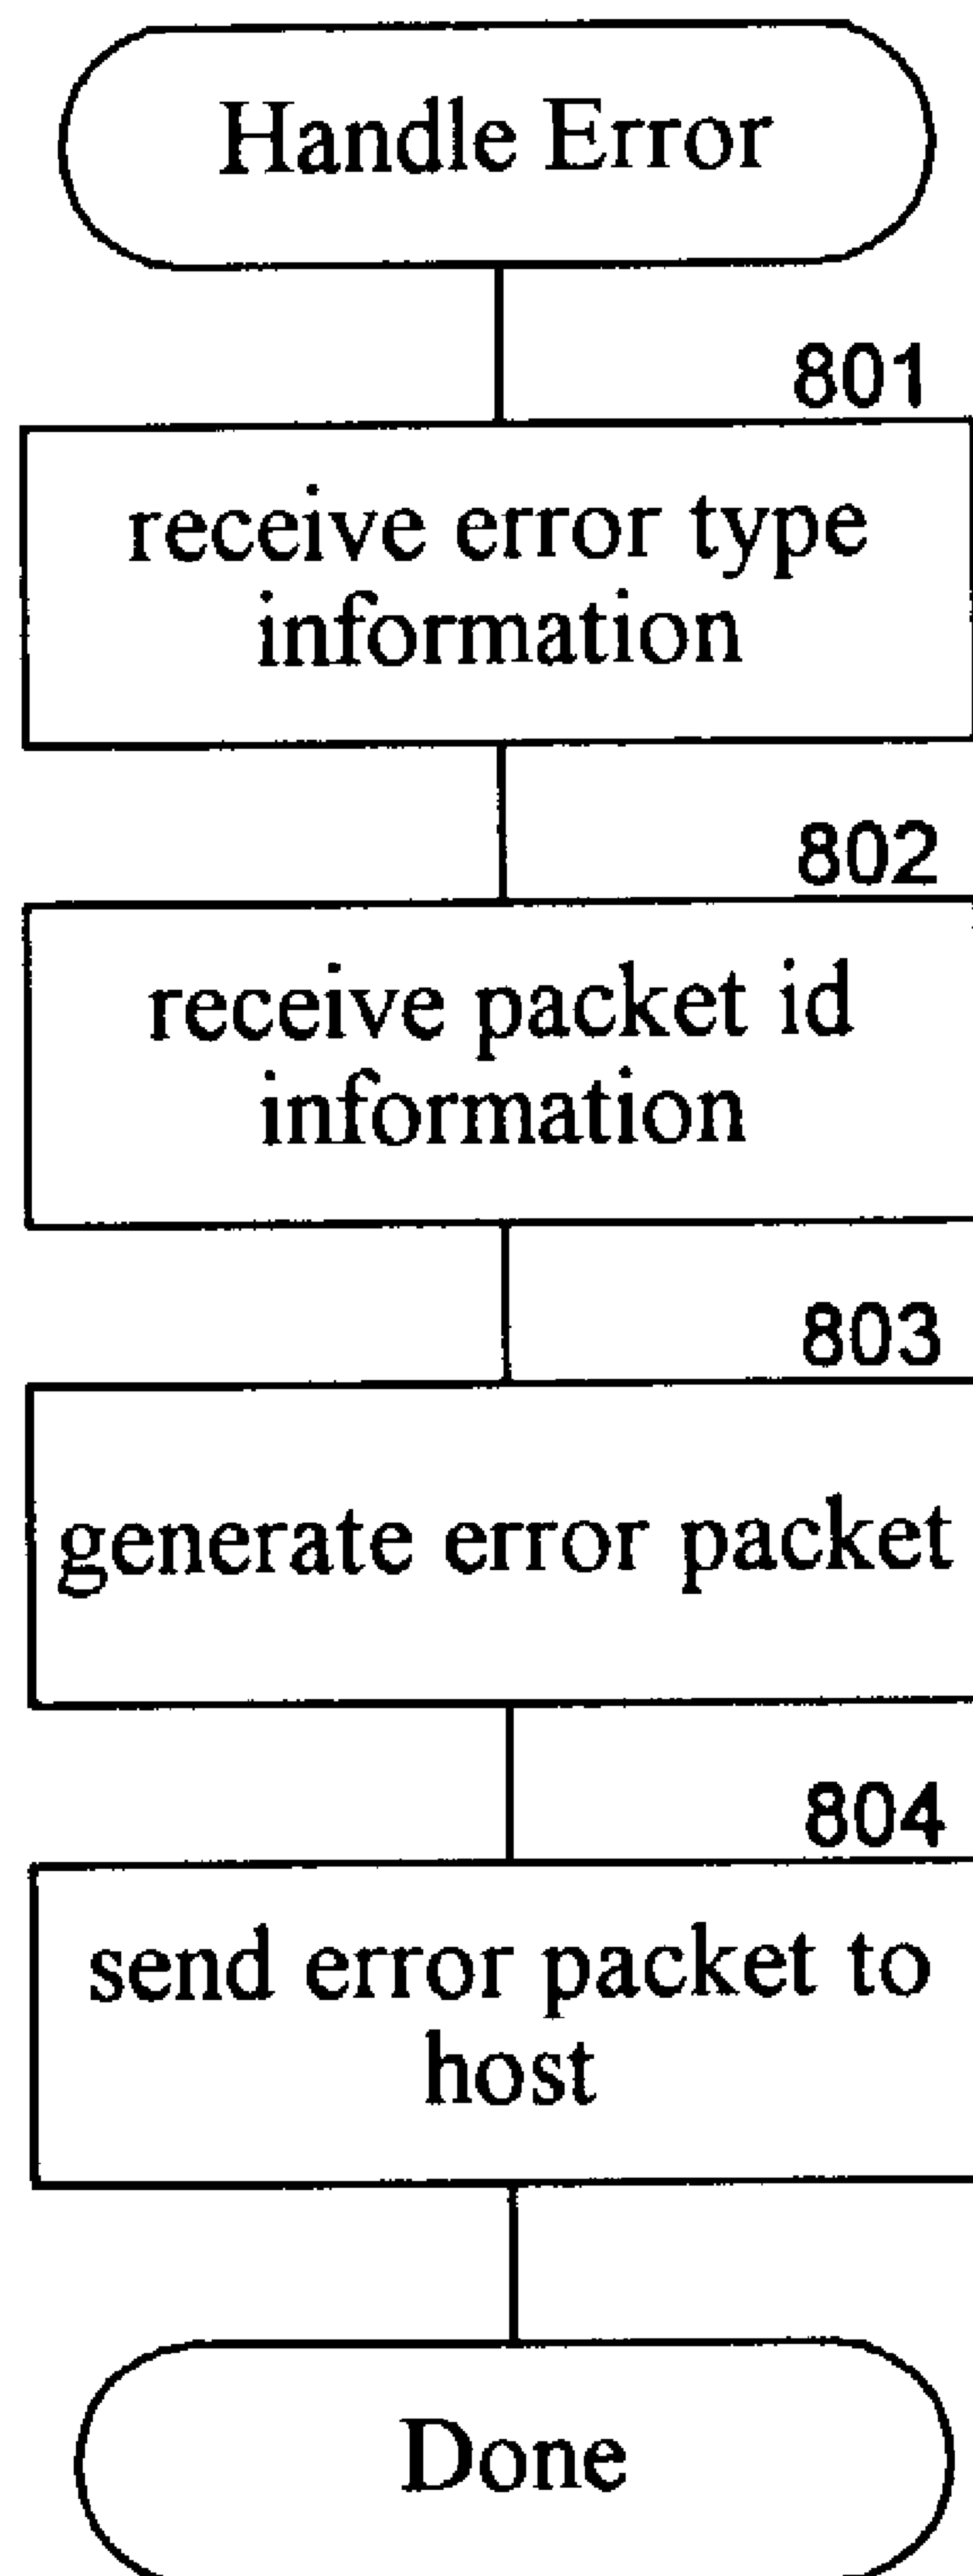 Handle Error
801
receive error type
information
802
receive packet id
information
803
generate error packet
804
send error packet to
host
Done